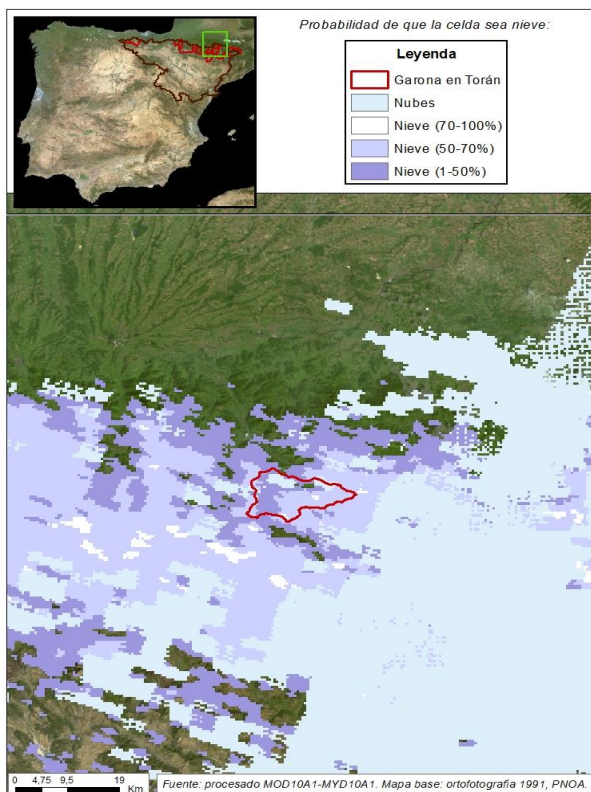 Probabilidad de que la celda sea nieve:
Leyenda
Garona en Torán
Nubes
Nieve (70-100%)
Nieve (50-70%)
Nieve (1-50%)
0 4,75 9,5 19
Km
Fuente: procesado MOD10A1-MYD10A1. Mapa base: ortofotografía 1991, PNOA.